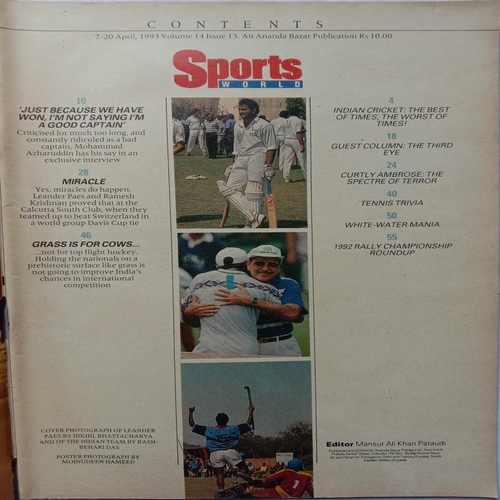 CONTENTS
7-20 April, 1993 Volume 14 Issue 13. An Ananda Bazar Publication Rs 10.00
Sports
WORLD
10
'JUST BECAUSE WE HAVE
WON, I'M NOT SAYING I'M
A GOOD CAPTAIN'
Criticised for much too long, and
constantly ridiculed as a bad
captain, Mohammad
Azharuddin has his say in an
exclusive interview
28
MIRACLE
Yes, miracles do happen.
Leander Paes and Ramesh
Krishnan proved that at the
Calcutta South Club, when they
teamed up to beat Switzerland in
a world group Davis Cup tie
46
GRASS IS FOR COWS...
...not for top flight hockey.
Holding the nationals on a
prehistoric surface like grass is
not going to improve India's
chances in international
competition
COVER PHOTOGRAPH OF LEANDER
PAES BY NIKHIL BHATTACHARYA
AND OF THE INDIAN TEAM BY RASH-
BEHARI DAS
POSTER PHOTOGRAPH BY
MOINUDEEN HAMEED
4
INDIAN CRICKET: THE BEST
OF TIMES, THE WORST OF
TIMES!
18
GUEST COLUMN: THE THIRD
EYE
24
CURTLY AMBROSE: THE
SPECTRE OF TERROR
40
TENNIS TRIVIA
50
WHITE-WATER MANIA
55
1992 RALLY CHAMPIONSHIP
ROUNDUP
Editor Mansur Ali Khan Pataudi